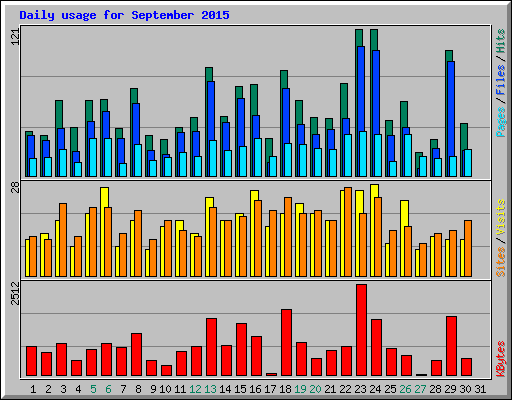 Daily usage for September 2015
121
Pages / Files / Hits
28
Sites / Visits
2512
KBytes
1 2 3 4 5 6 7 8 9 10 11 12 13 14 15 16 17 18 19 20 21 22 23 24 25 26 27 28 29 30 31